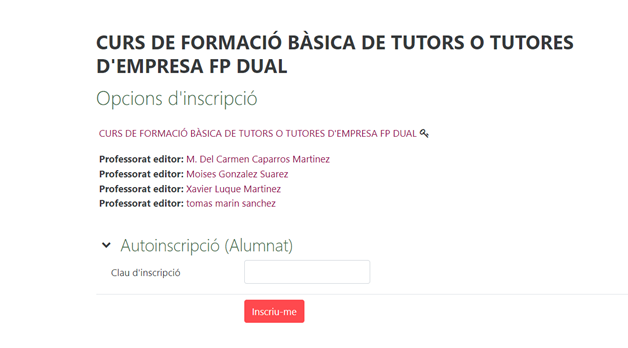 CURS DE FORMACIÓ BÀSICA DE TUTORS O TUTORES
D'EMPRESA FP DUAL
Opcions d'inscripció
CURS DE FORMACIÓ BÀSICA DE TUTORS O TUTORES D'EMPRESA FP DUAL
Professorat editor: M. Del Carmen Caparros Martinez
Professorat editor: Moises Gonzalez Suarez
Professorat editor: Xavier Luque Martinez
Professorat editor: tomas marin sanchez
Autoinscripció (Alumnat)
Clau d'inscripció
Inscriu-me